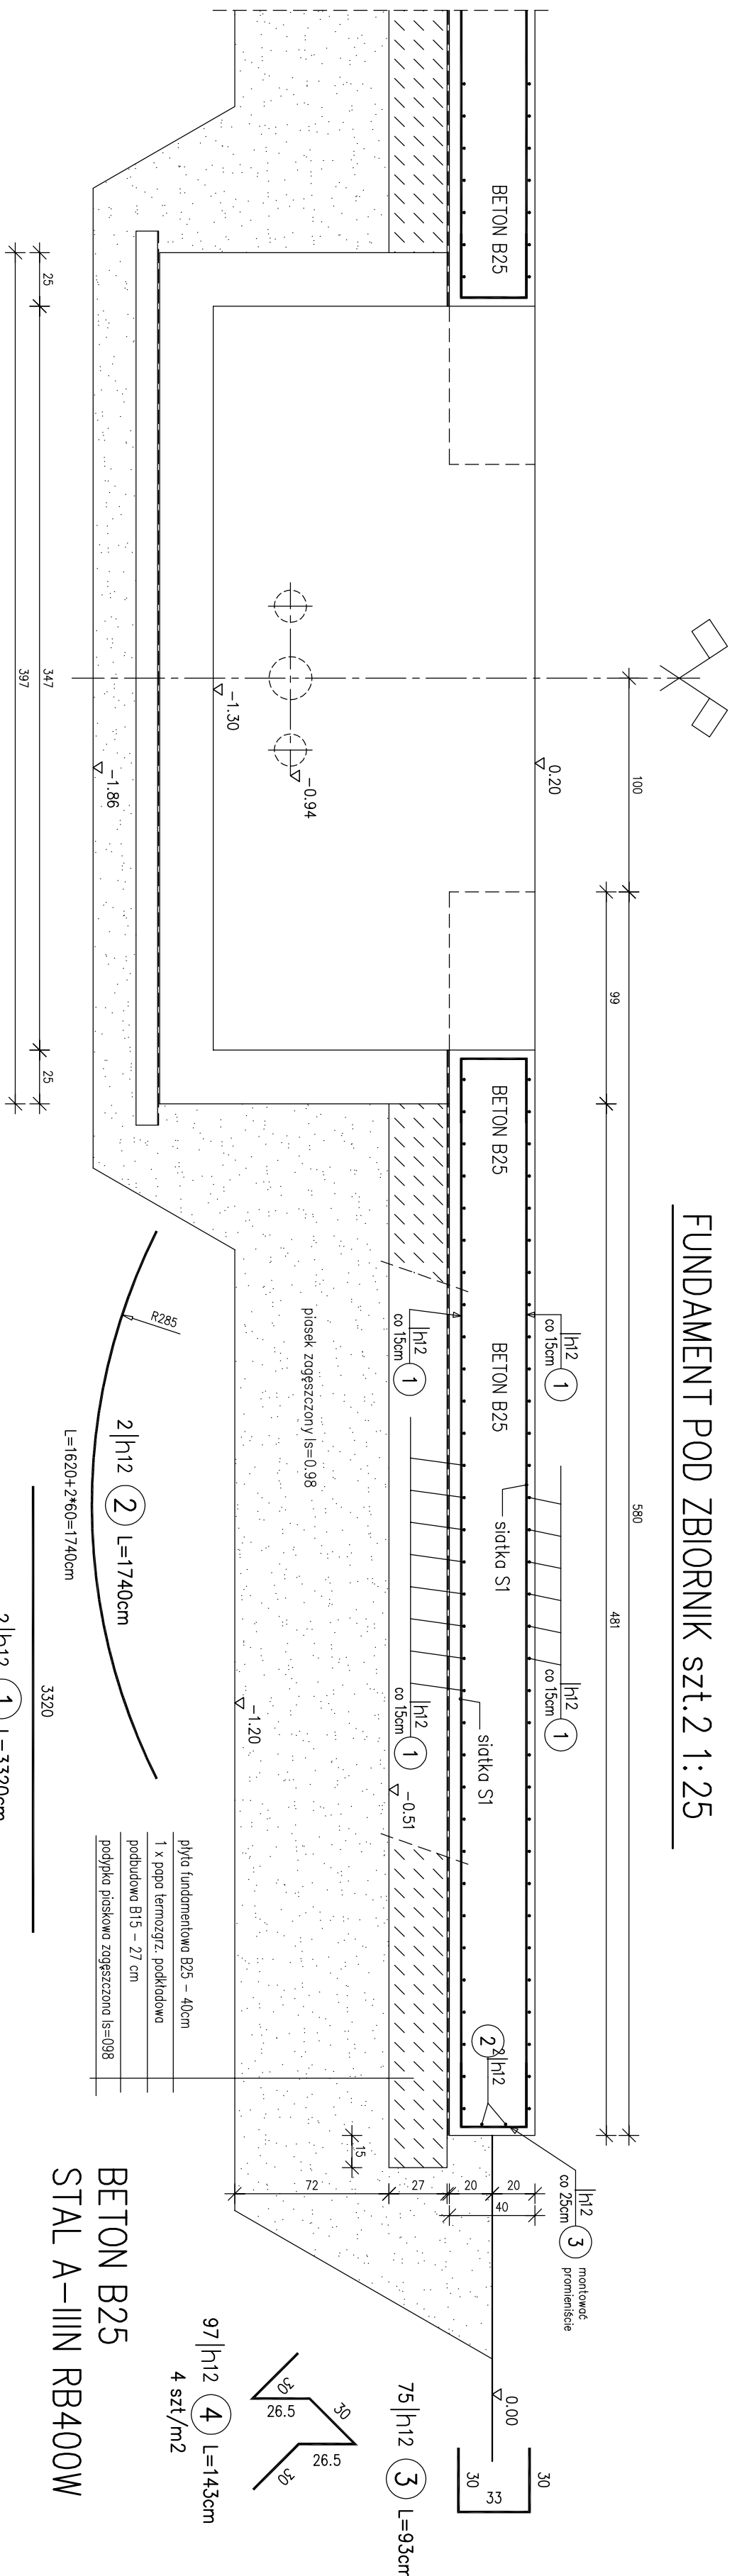 FUNDAMENT POD ZBIORNIK szt.2 1:25
100
580
99
481
0.20
BETON B25
BETON B25
BETON B25
h12
co 15cm
1
h12
co 15cm
1
siatka S1
siatka S1
h12
co 15cm
1
h12
co 15cm
1
2
2
h12
h12
co 25cm
3
montować
promieniście
-0.94
-1.30
-1.86
-0.51
-1.20
0.00
20
20
40
27
72
15
piasek zagęszczony Is=0.98
25
347
25
397
R285
2 h12 2 L=1740cm
L=1620+2*60=1740cm
3320
2 h12 1 L=3320cm
płyta fundamentowa B25 - 40cm
1 x papa termozgrz. podkładowa
podbudowa B15 - 27 cm
podypka piaskowa zagęszczona Is=098
30
33
30
75 h12 3 L=93cm
30
26.5
30
26.5
30
97 h12 4 L=143cm
4 szt/m2
BETON B25
STAL A-IIIN RB400W